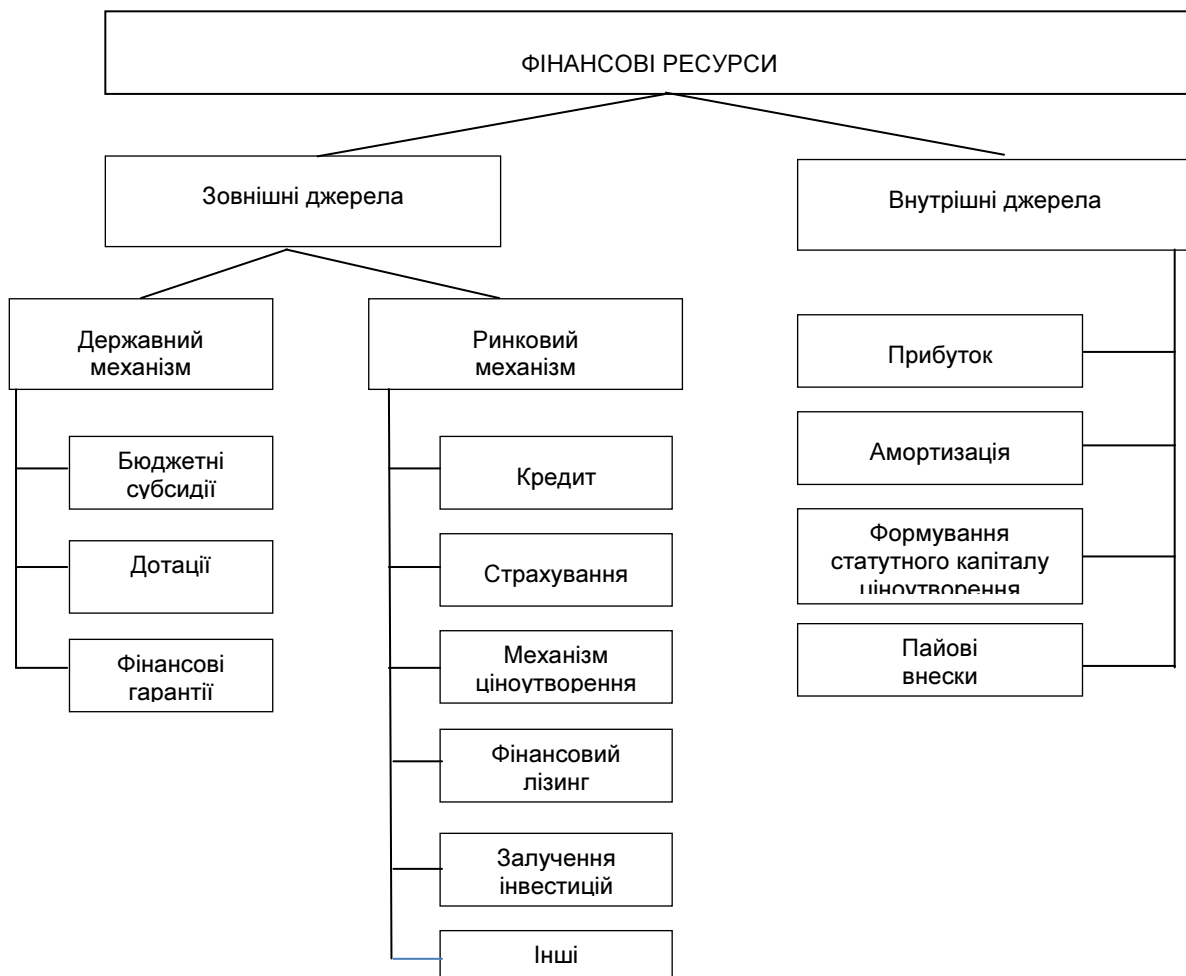 ФІНАНСОВІ РЕСУРСИ
Зовнішні джерела
Внутрішні джерела
Державний
механізм
Бюджетні
субсидії
Дотації
Фінансові
гарантії
Ринковий
механізм
Кредит
Страхування
Механізм
ціноутворення
Фінансовий
лізинг
Залучення
інвестицій
Інші
Прибуток
Амортизація
Формування
статутного капіталу
ціноутворення
Пайові
внески